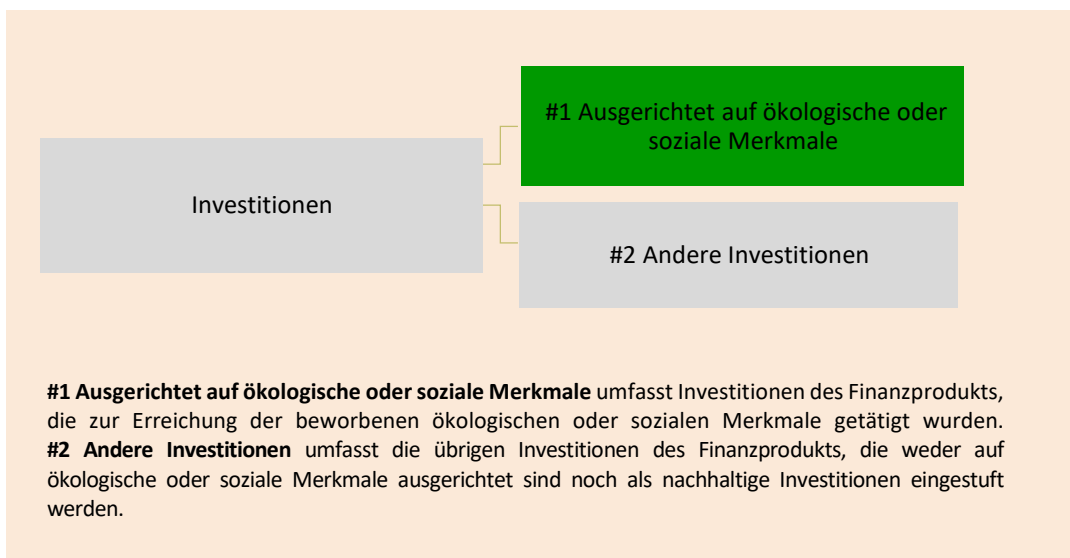 #1 Ausgerichtet auf ökologische oder
soziale Merkmale
Investitionen
#2 Andere Investitionen
#1 Ausgerichtet auf ökologische oder soziale Merkmale umfasst Investitionen des Finanzprodukts,
die zur Erreichung der beworbenen ökologischen oder sozialen Merkmale getätigt wurden.
#2 Andere Investitionen umfasst die übrigen Investitionen des Finanzprodukts, die weder auf
ökologische oder soziale Merkmale ausgerichtet sind noch als nachhaltige Investitionen eingestuft
werden.